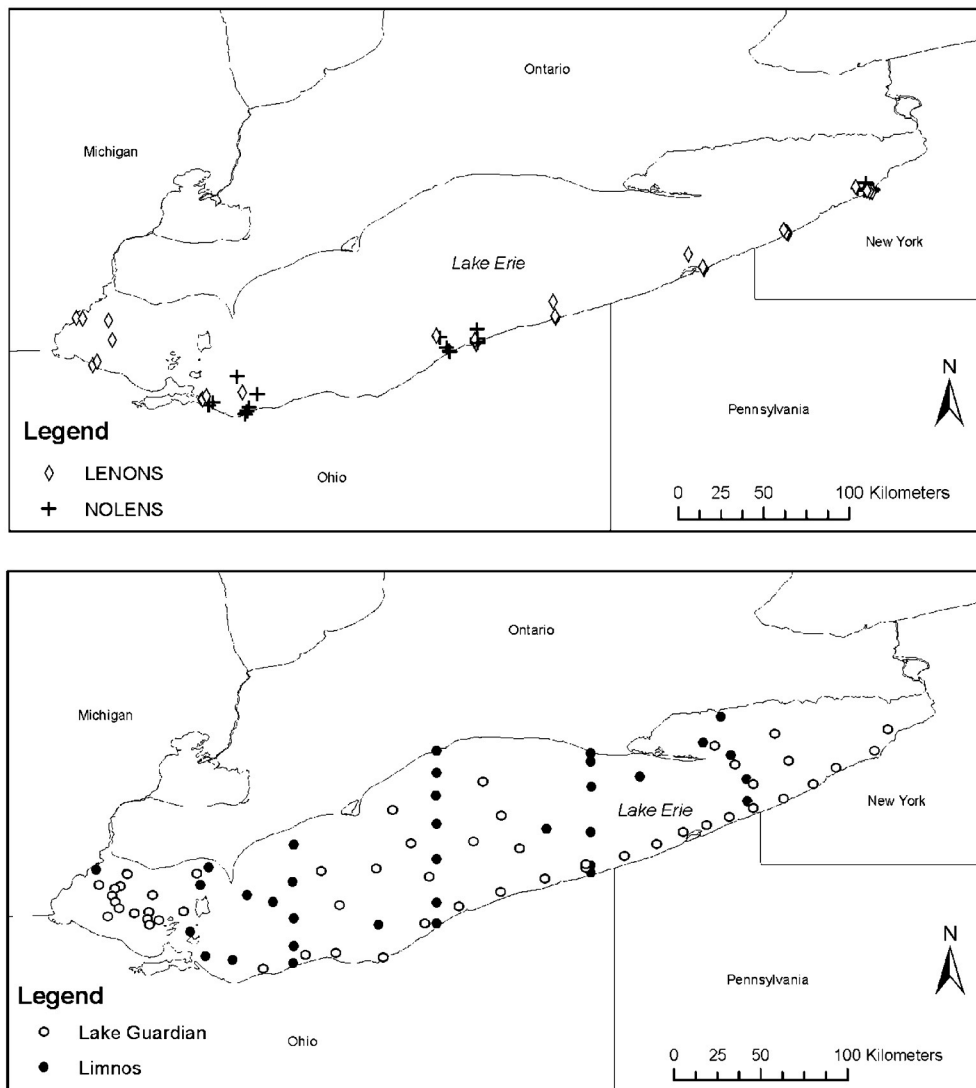 Ontario
Michigan
Lake Erie
New York
N
Pennsylvania
Legend
LENONS
NOLENS
Ohio
0 25 50 100 Kilometers
Ontario
Michigan
Lake Erie
New York
N
Pennsylvania
Legend
Lake Guardian
Limnos
Ohio
0 25 50 100 Kilometers